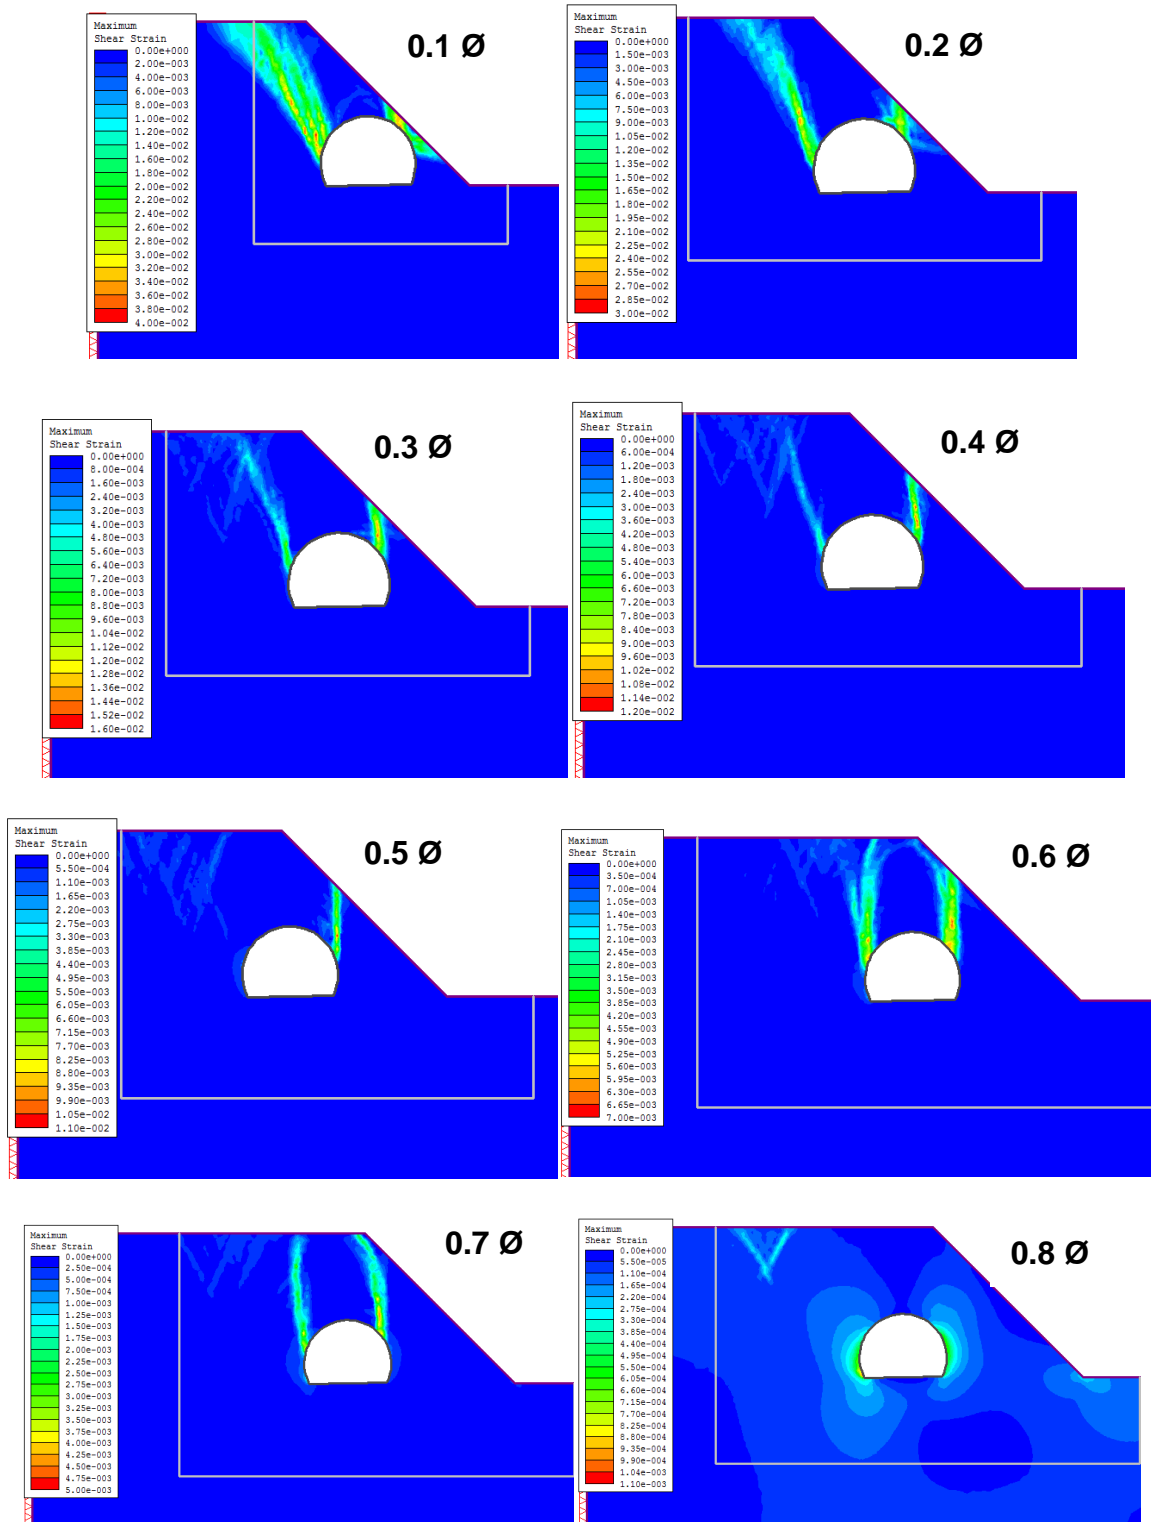 Maximum
Shear Strain
0.00e+000
2.00e-003
4.00e-003
6.00e-003
8.00e-003
1.00e-002
1.20e-002
1.40e-002
1.60e-002
1.80e-002
2.00e-002
2.20e-002
2.40e-002
2.60e-002
2.80e-002
3.00e-002
3.20e-002
3.40e-002
3.60e-002
3.80e-002
4.00e-002
0.1 Ø
Maximum
Shear Strain
0.00e+000
1.50e-003
3.00e-003
4.50e-003
6.00e-003
7.50e-003
9.00e-003
1.05e-002
1.20e-002
1.35e-002
1.50e-002
1.65e-002
1.80e-002
1.95e-002
2.10e-002
2.25e-002
2.40e-002
2.55e-002
2.70e-002
2.85e-002
3.00e-002
0.2 Ø
Maximum
Shear Strain
0.00e+000
8.00e-004
1.60e-003
2.40e-003
3.20e-003
4.00e-003
4.80e-003
5.60e-003
6.40e-003
7.20e-003
8.00e-003
8.80e-003
9.60e-003
1.04e-002
1.12e-002
1.20e-002
1.28e-002
1.36e-002
1.44e-002
1.52e-002
1.60e-002
0.3 Ø
Maximum
Shear Strain
0.00e+000
6.00e-004
1.20e-003
1.80e-003
2.40e-003
3.00e-003
3.60e-003
4.20e-003
4.80e-003
5.40e-003
6.00e-003
6.60e-003
7.20e-003
7.80e-003
8.40e-003
9.00e-003
9.60e-003
1.02e-002
1.08e-002
1.14e-002
1.20e-002
0.4 Ø
Maximum
Shear Strain
0.00e+000
5.50e-004
1.10e-003
1.65e-003
2.20e-003
2.75e-003
3.30e-003
3.85e-003
4.40e-003
4.95e-003
5.50e-003
6.05e-003
6.60e-003
7.15e-003
7.70e-003
8.25e-003
8.80e-003
9.35e-003
9.90e-003
1.05e-002
1.10e-002
0.5 Ø
Maximum
Shear Strain
0.00e+000
3.50e-004
7.00e-004
1.05e-003
1.40e-003
1.75e-003
2.10e-003
2.45e-003
2.80e-003
3.15e-003
3.50e-003
3.85e-003
4.20e-003
4.55e-003
4.90e-003
5.25e-003
5.60e-003
5.95e-003
6.30e-003
6.65e-003
7.00e-003
0.6 Ø
Maximum
Shear Strain
0.00e+000
2.50e-004
5.00e-004
7.50e-004
1.00e-003
1.25e-003
1.50e-003
1.75e-003
2.00e-003
2.25e-003
2.50e-003
2.75e-003
3.00e-003
3.25e-003
3.50e-003
3.75e-003
4.00e-003
4.25e-003
4.50e-003
4.75e-003
5.00e-003
0.7 Ø
Maximum
Shear Strain
0.00e+000
5.50e-005
1.10e-004
1.65e-004
2.20e-004
2.75e-004
3.30e-004
3.85e-004
4.40e-004
4.95e-004
5.50e-004
6.05e-004
6.60e-004
7.15e-004
7.70e-004
8.25e-004
8.80e-004
9.35e-004
9.90e-004
1.04e-003
1.10e-003
0.8 Ø